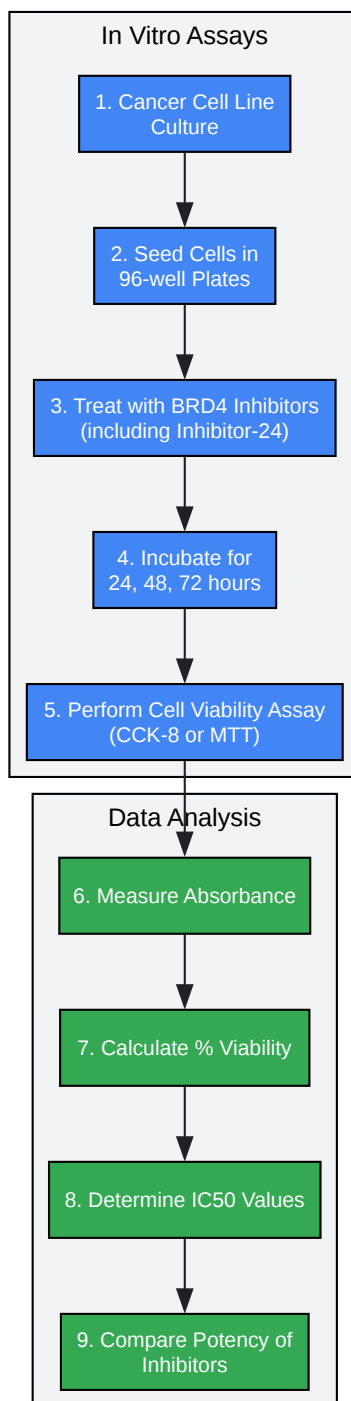 In Vitro Assays
1. Cancer Cell Line
Culture
2. Seed Cells in
96-well Plates
3. Treat with BRD4 Inhibitors
(including Inhibitor-24)
4. Incubate for
24, 48, 72 hours
5. Perform Cell Viability Assay
(CCK-8 or MTT)
Data Analysis
6. Measure Absorbance
7. Calculate % Viability
8. Determine IC50 Values
9. Compare Potency of
Inhibitors